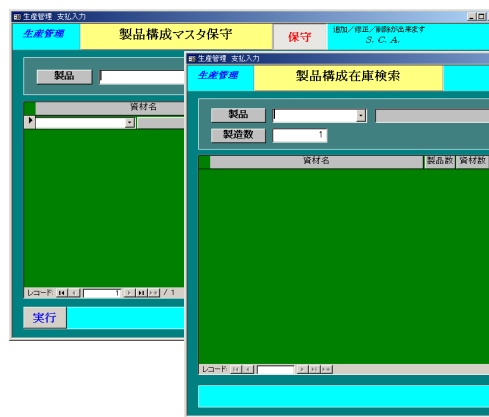 生産管理 支払入力
生産管理
製品構成マスタ保守
保守
追加/修正/削除が出来ます
S. C. A.
製品
資材名
レコード: 1 / 1
実行
生産管理 支払入力
生産管理
製品構成在庫検索
製品
製造数 1
資材名 製品数 資材数
レコード: